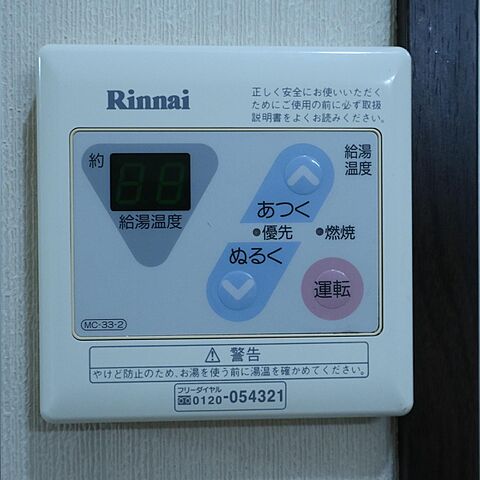 Rinnai
正しく安全にお使いいただく
ためにご使用の前に必ず取扱
説明書をよくお読みください。
約
88
給湯温度
給湯
温度
あつく
優先
燃焼
ぬるく
運転
MC-33-2
警告
やけど防止のため、お湯を使う前に湯温を確かめてください。
フリーダイヤル
0120-054321